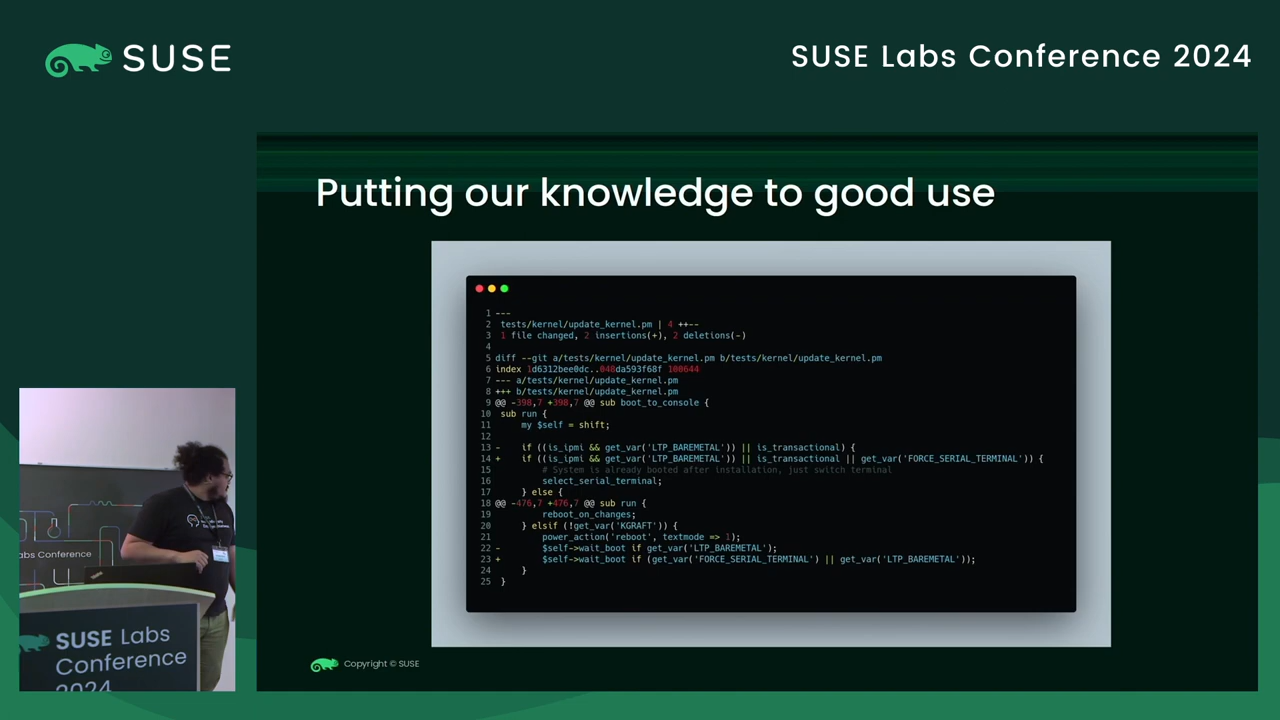 SUSE
SUSE Labs Conference 2024
Putting our knowledge to good use
1 ---
2 tests/kernel/update_kernel.pm | 4 ++--
3 1 file changed, 2 insertions(+), 2 deletions(-)
4
5 diff --git a/tests/kernel/update_kernel.pm b/tests/kernel/update_kernel.pm
6 index 1d6312bee0dc..048da593f68f 100644
7 --- a/tests/kernel/update_kernel.pm
8 +++ b/tests/kernel/update_kernel.pm
9 @@ -398,7 +398,7 @@ sub boot_to_console {
10 sub run {
11 my $self = shift;
12
13 - if ((is_ipmi && get_var('LTP_BAREMETAL')) || is_transactional) {
14 + if ((is_ipmi && get_var('LTP_BAREMETAL')) || is_transactional || get_var('FORCE_SERIAL_TERMINAL')) {
15 # System is already booted after installation, just switch terminal
16 select_serial_terminal;
17 } else {
18 @@ -476,7 +476,7 @@ sub run {
19 reboot_on_changes;
20 } elsif (!get_var('KGRAFT')) {
21 power_action('reboot', textmode => 1);
22 - $self->wait_boot if get_var('LTP_BAREMETAL');
23 + $self->wait_boot if (get_var('FORCE_SERIAL_TERMINAL') || get_var('LTP_BAREMETAL'));
24 }
25 }
Copyright © SUSE
abs Conference
SUSE Labs
Conference
2024